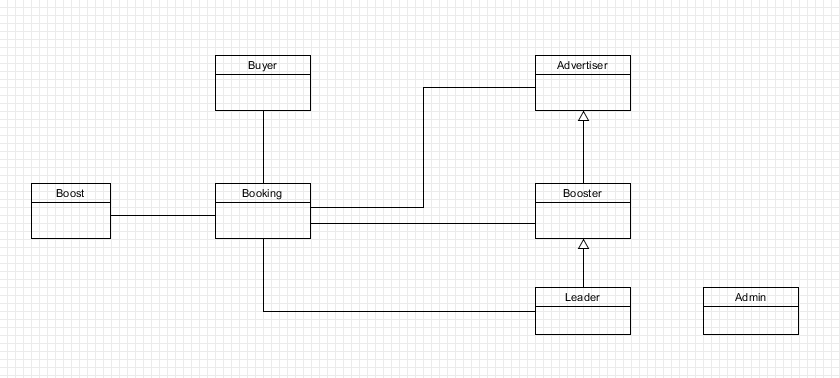 Buyer
Advertiser
Boost
Booking
Booster
Leader
Admin